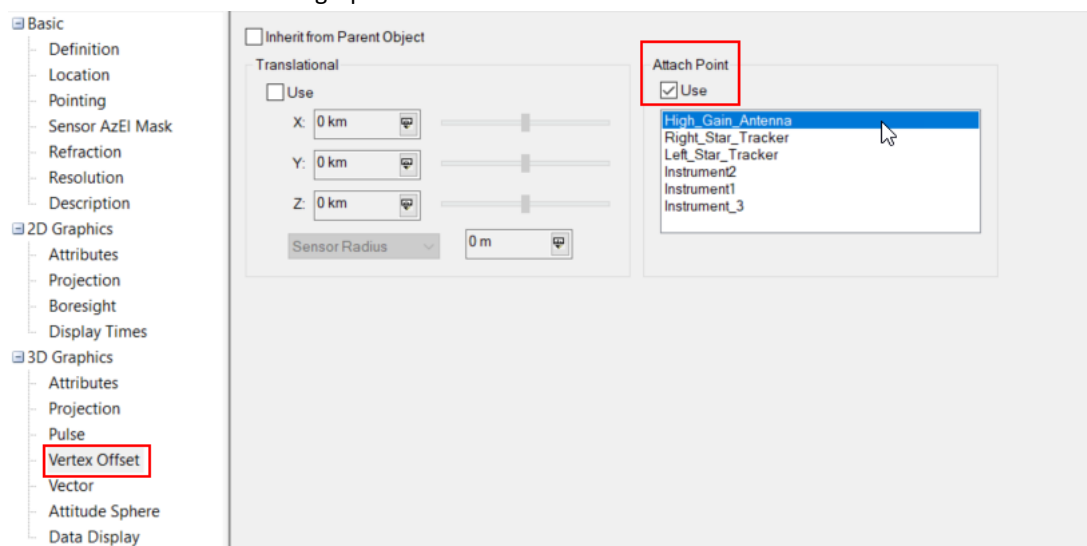 Basic
Definition
Location
Pointing
Sensor AzEl Mask
Refraction
Resolution
Description
2D Graphics
Attributes
Projection
Boresight
Display Times
3D Graphics
Attributes
Projection
Pulse
Vertex Offset
Vector
Attitude Sphere
Data Display
Inherit from Parent Object
Translational
Use
X: 0 km
Y: 0 km
Z: 0 km
Sensor Radius 0 m
Attach Point
Use
High_Gain_Antenna
Right_Star_Tracker
Left_Star_Tracker
Instrument2
Instrument1
Instrument_3